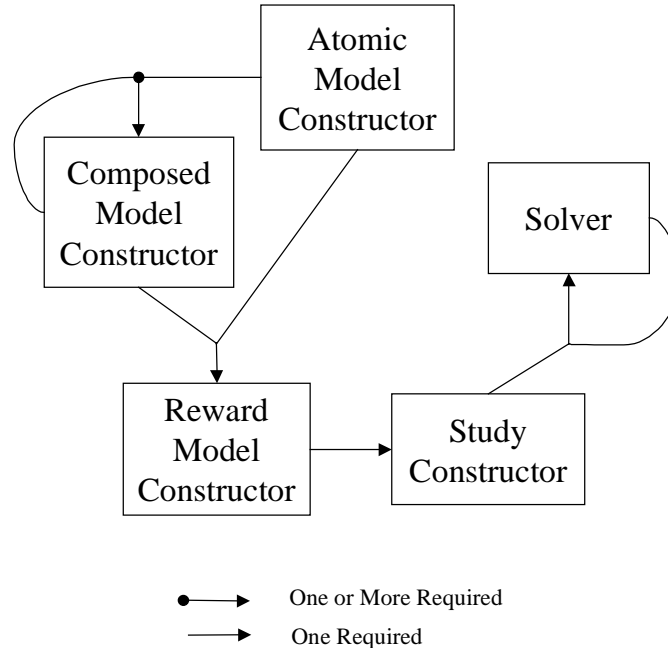 Atomic
Model
Constructor
Composed
Model
Constructor
Solver
Reward
Model
Constructor
Study
Constructor
One or More Required
One Required